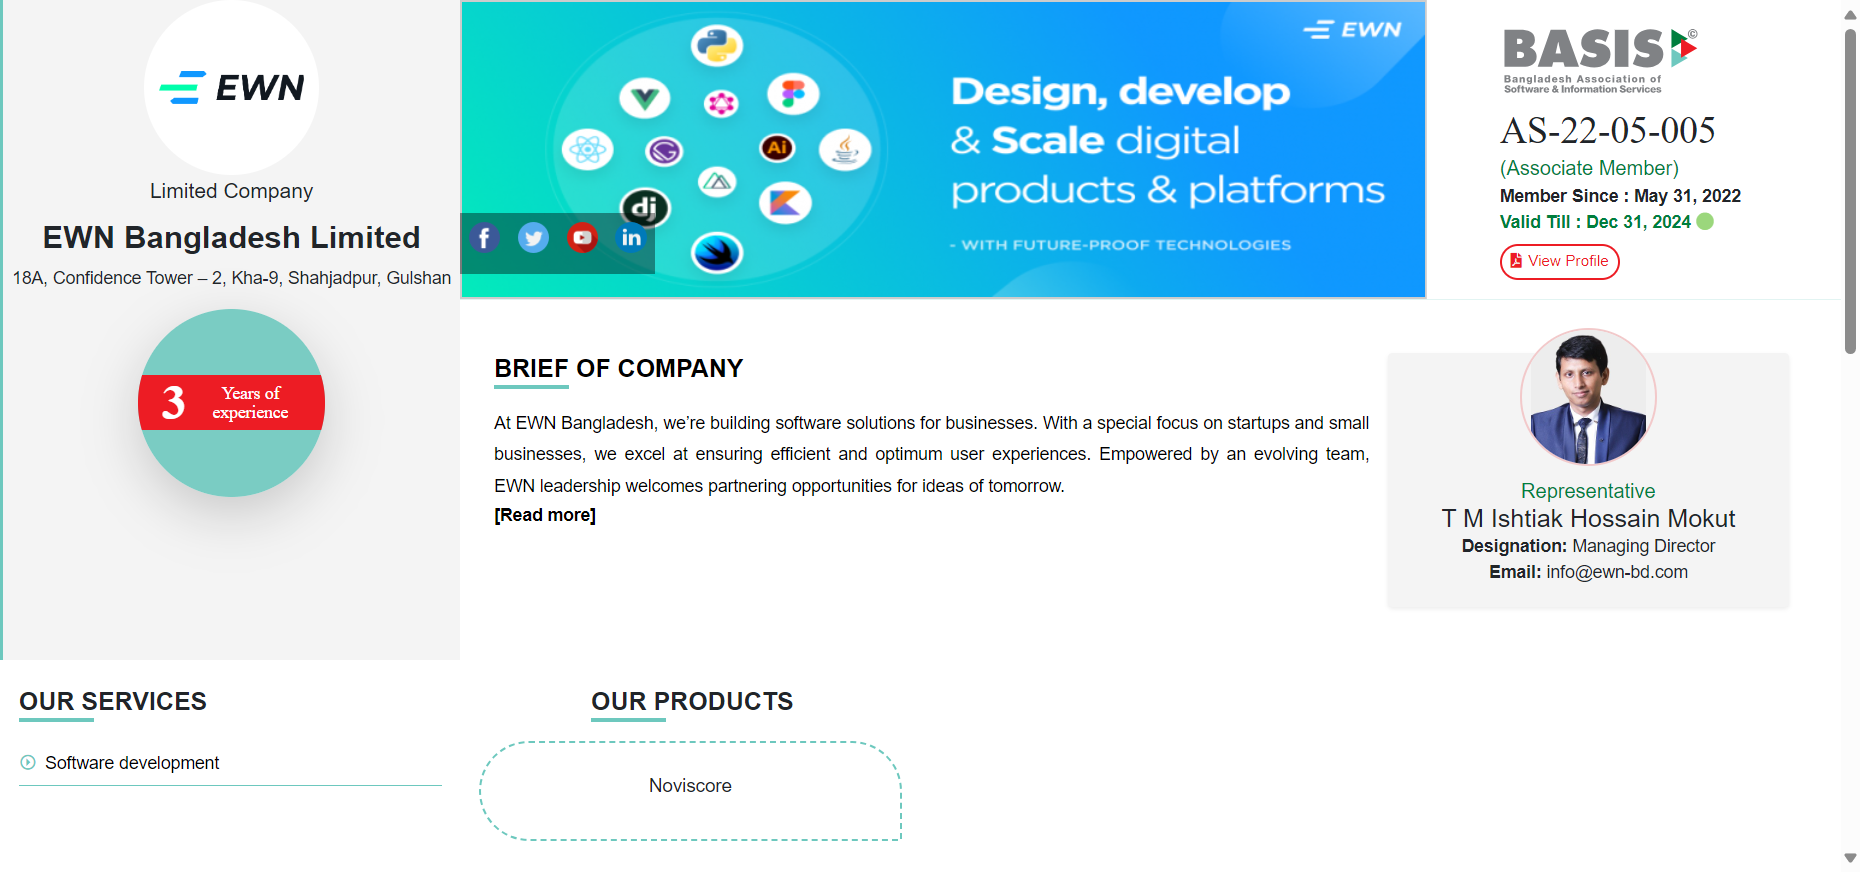 EWN
Limited Company
EWN Bangladesh Limited
18A, Confidence Tower – 2, Kha-9, Shahjadpur, Gulshan
3 Years of
experience
EWN
Design, develop
& Scale digital
products & platforms
- WITH FUTURE-PROOF TECHNOLOGIES
Ai
dj
f
in
BASIS©
Bangladesh Association of
Software & Information Services
AS-22-05-005
(Associate Member)
Member Since : May 31, 2022
Valid Till : Dec 31, 2024
View Profile
BRIEF OF COMPANY
At EWN Bangladesh, we’re building software solutions for businesses. With a special focus on startups and small
businesses, we excel at ensuring efficient and optimum user experiences. Empowered by an evolving team,
EWN leadership welcomes partnering opportunities for ideas of tomorrow.
[Read more]
Representative
T M Ishtiak Hossain Mokut
Designation: Managing Director
Email: info@ewn-bd.com
OUR SERVICES
Software development
OUR PRODUCTS
Noviscore